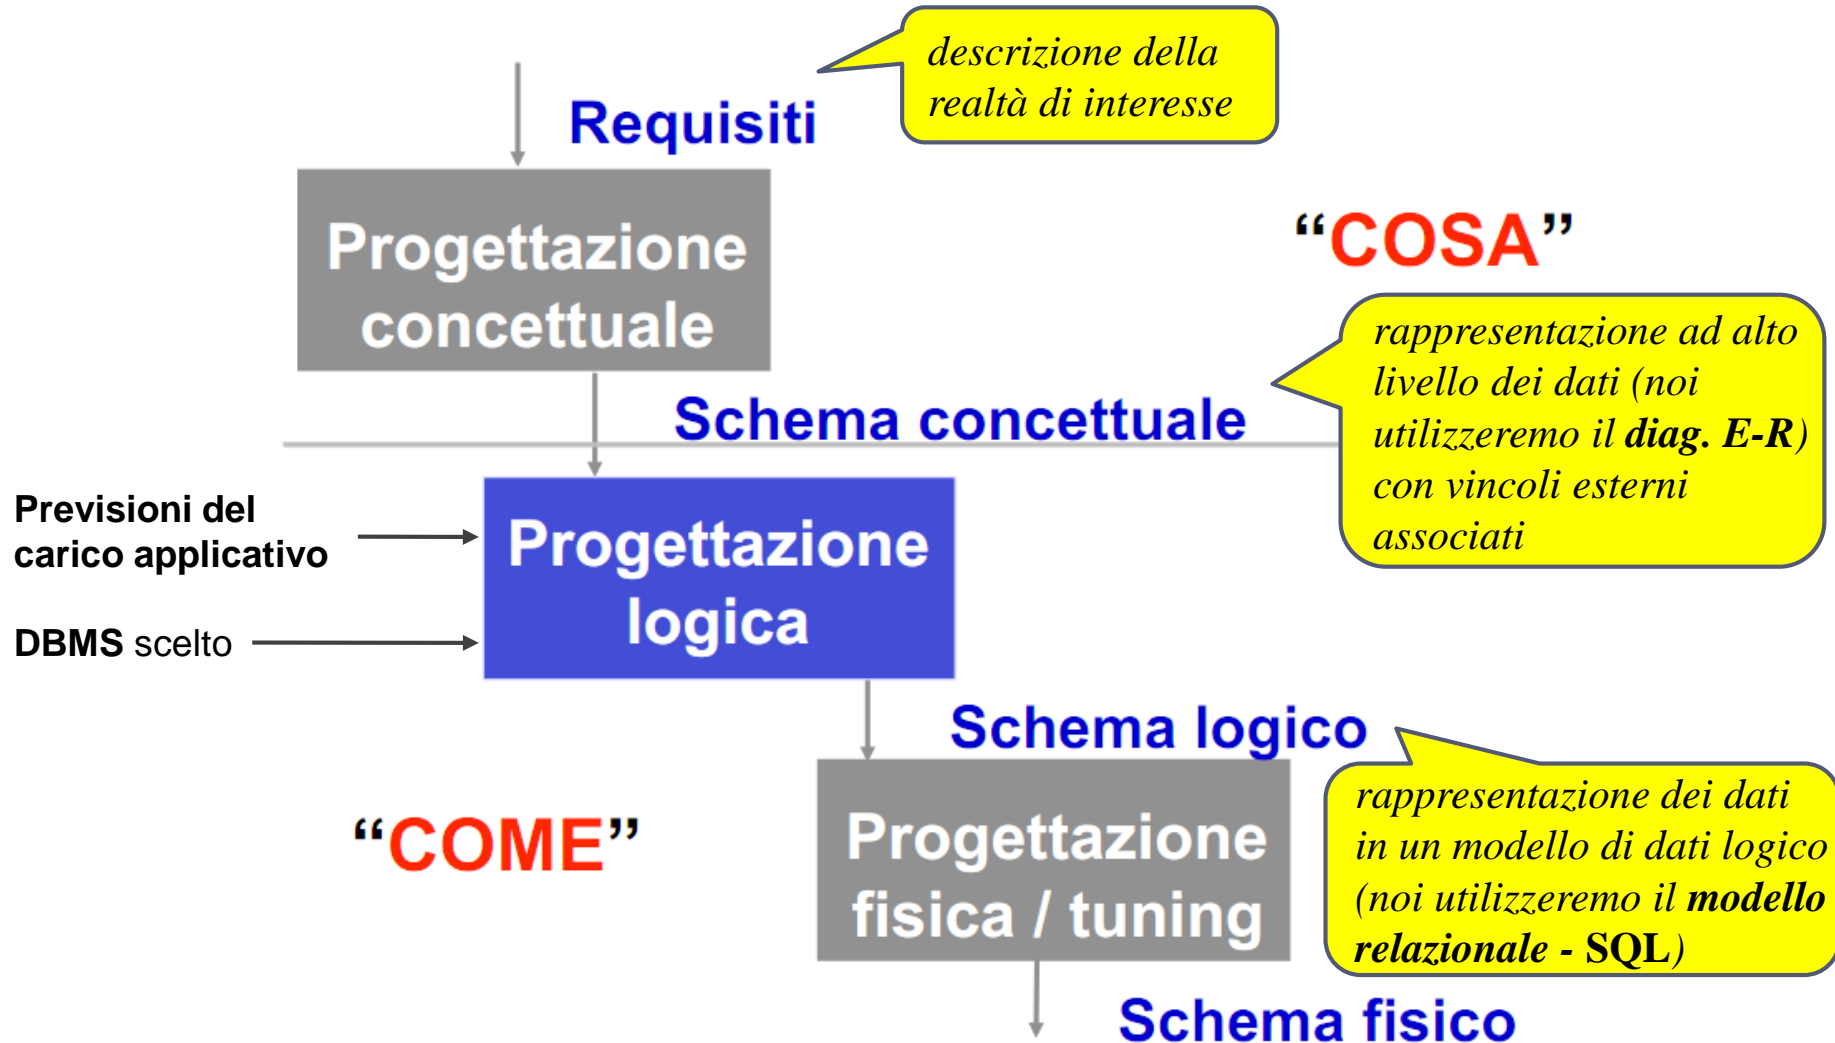 descrizione della
realtà di interesse
Requisiti
Progettazione
concettuale
“COSA”
rappresentazione ad alto
livello dei dati (noi
utilizzeremo il diag. E-R)
con vincoli esterni
associati
Schema concettuale
Previsioni del
carico applicativo
DBMS scelto
Progettazione
logica
Schema logico
“COME”
Progettazione
fisica / tuning
rappresentazione dei dati
in un modello di dati logico
(noi utilizzeremo il modello
relazionale - SQL)
Schema fisico